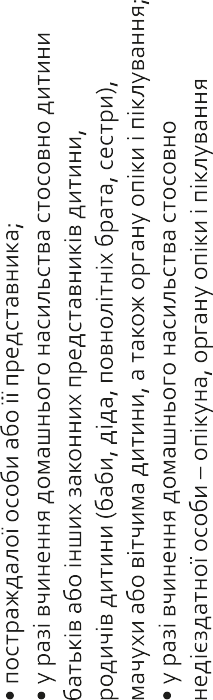 • постраждалої особи або її представника;
• у разі вчинення домашнього насильства стосовно дитини
батьків або інших законних представників дитини,
родичів дитини (баби, діда, повнолітніх брата, сестри),
мачухи або вітчима дитини, а також органу опіки і піклування;
• у разі вчинення домашнього насильства стосовно
недієздатної особи – опікуна, органу опіки і піклування